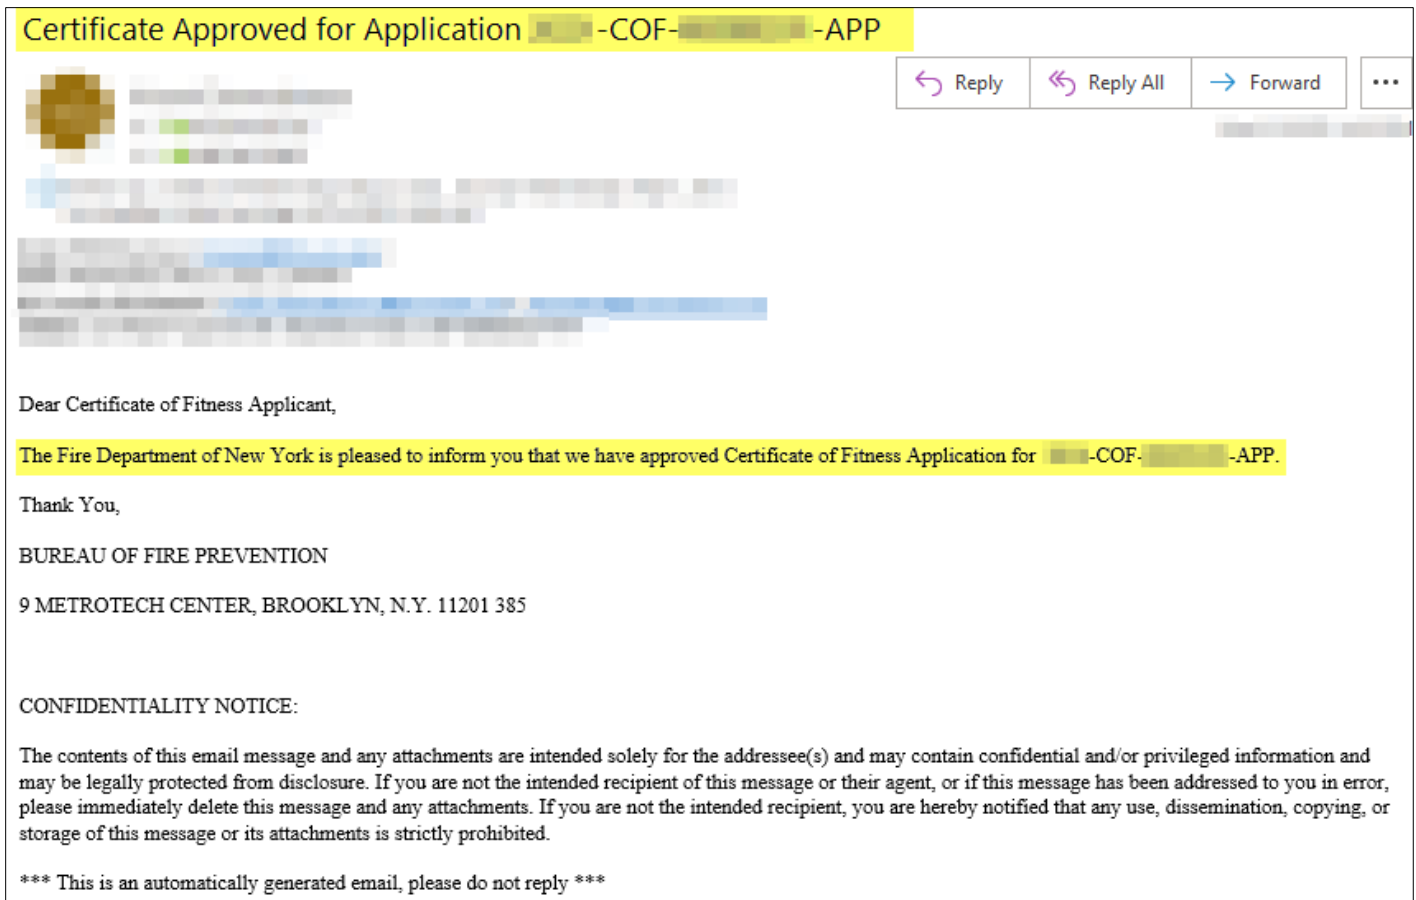 Certificate Approved for Application -COF- -APP
Reply
Reply All
Forward
Dear Certificate of Fitness Applicant,
The Fire Department of New York is pleased to inform you that we have approved Certificate of Fitness Application for -COF- -APP.
Thank You,
BUREAU OF FIRE PREVENTION
9 METROTECH CENTER, BROOKLYN, N.Y. 11201 385
CONFIDENTIALITY NOTICE:
The contents of this email message and any attachments are intended solely for the addressee(s) and may contain confidential and/or privileged information and
may be legally protected from disclosure. If you are not the intended recipient of this message or their agent, or if this message has been addressed to you in error,
please immediately delete this message and any attachments. If you are not the intended recipient, you are hereby notified that any use, dissemination, copying, or
storage of this message or its attachments is strictly prohibited.
*** This is an automatically generated email, please do not reply ***